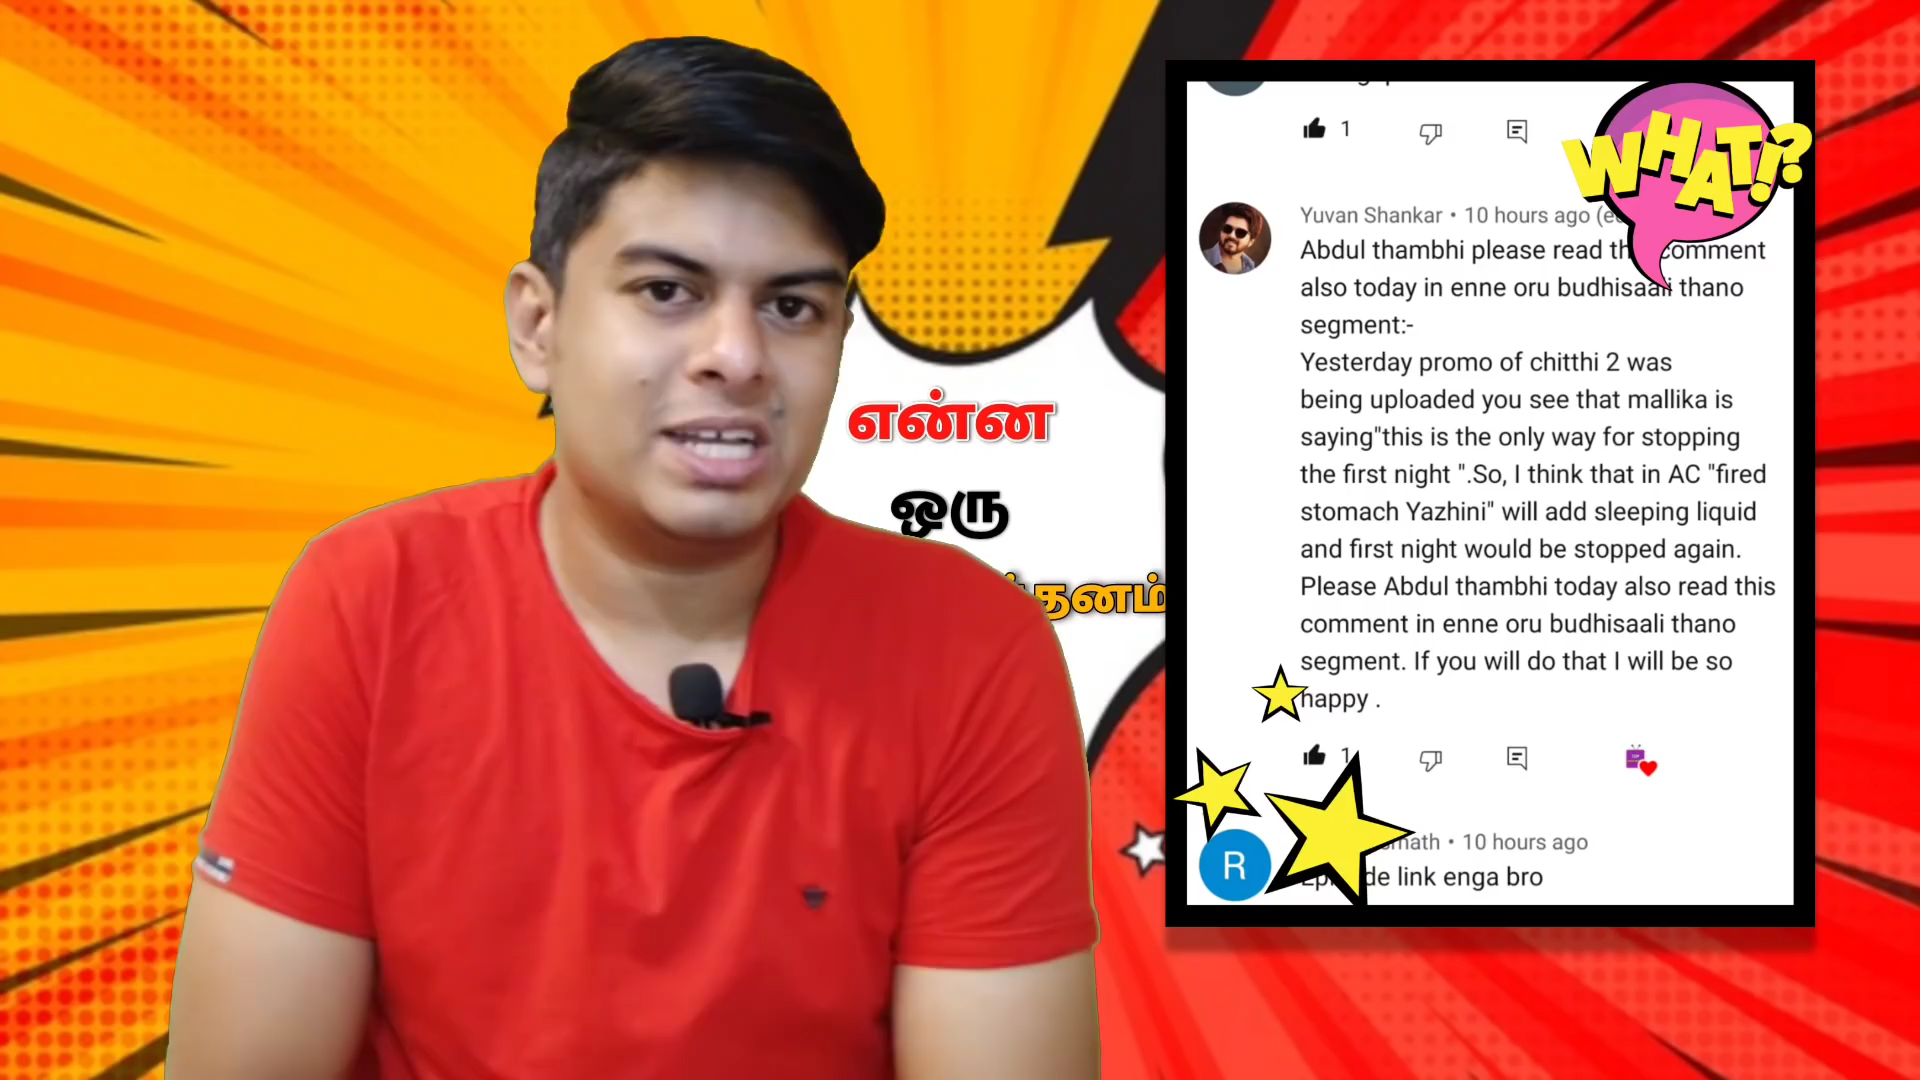 என்ன
ஒரு
WHAT!?
1
Yuvan Shankar • 10 hours ago
Abdul thambhi please read comment
also today in enne oru budhisaali thano
segment:-
Yesterday promo of chitthi 2 was
being uploaded you see that mallika is
saying"this is the only way for stopping
the first night ".So, I think that in AC "fired
stomach Yazhini" will add sleeping liquid
and first night would be stopped again.
Please Abdul thambhi today also read this
comment in enne oru budhisaali thano
segment. If you will do that I will be so
happy .
1
R
• 10 hours ago
link enga bro